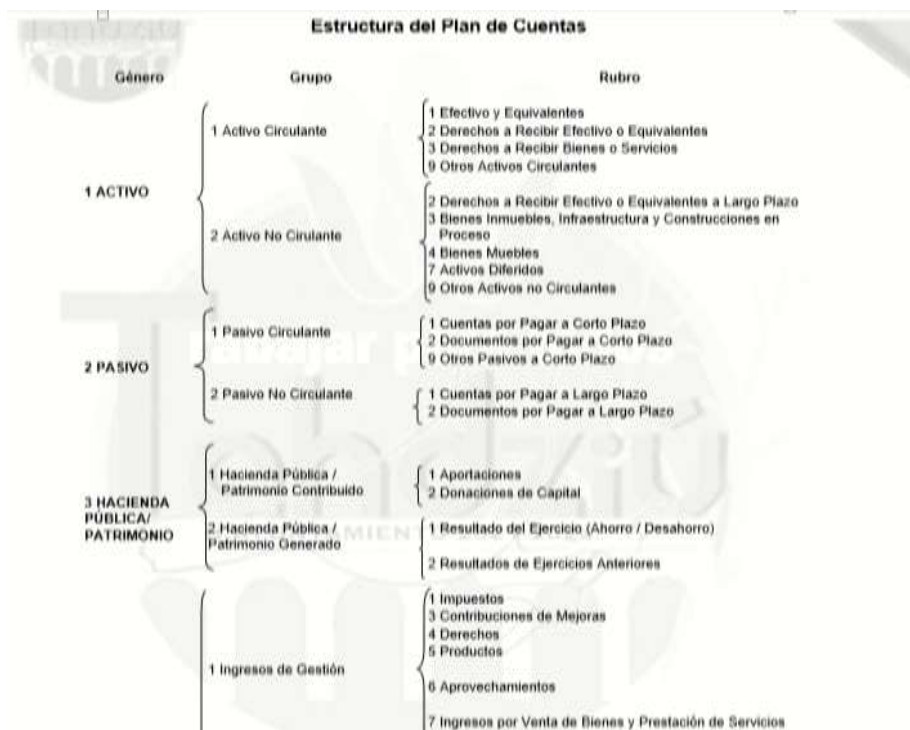 Estructura del Plan de Cuentas
Género Grupo Rubro
1 ACTIVO
1 Activo Circulante
1 Efectivo y Equivalentes
2 Derechos a Recibir Efectivo o Equivalentes
3 Derechos a Recibir Bienes o Servicios
9 Otros Activos Circulantes
2 Activo No Cirulante
2 Derechos a Recibir Efectivo o Equivalentes a Largo Plazo
3 Bienes Inmuebles, Infraestructura y Construcciones en
Proceso
4 Bienes Muebles
7 Activos Diferidos
9 Otros Activos no Circulantes
2 PASIVO
1 Pasivo Circulante
1 Cuentas por Pagar a Corto Plazo
2 Documentos por Pagar a Corto Plazo
9 Otros Pasivos a Corto Plazo
2 Pasivo No Circulante
1 Cuentas por Pagar a Largo Plazo
2 Documentos por Pagar a Largo Plazo
3 HACIENDA
PÚBLICA/
PATRIMONIO
1 Hacienda Pública /
Patrimonio Contribuido
1 Aportaciones
2 Donaciones de Capital
2 Hacienda Pública /
Patrimonio Generado
1 Resultado del Ejercicio (Ahorro / Desahorro)
2 Resultados de Ejercicios Anteriores
1 Ingresos de Gestión
1 Impuestos
3 Contribuciones de Mejoras
4 Derechos
5 Productos
6 Aprovechamientos
7 Ingresos por Venta de Bienes y Prestación de Servicios